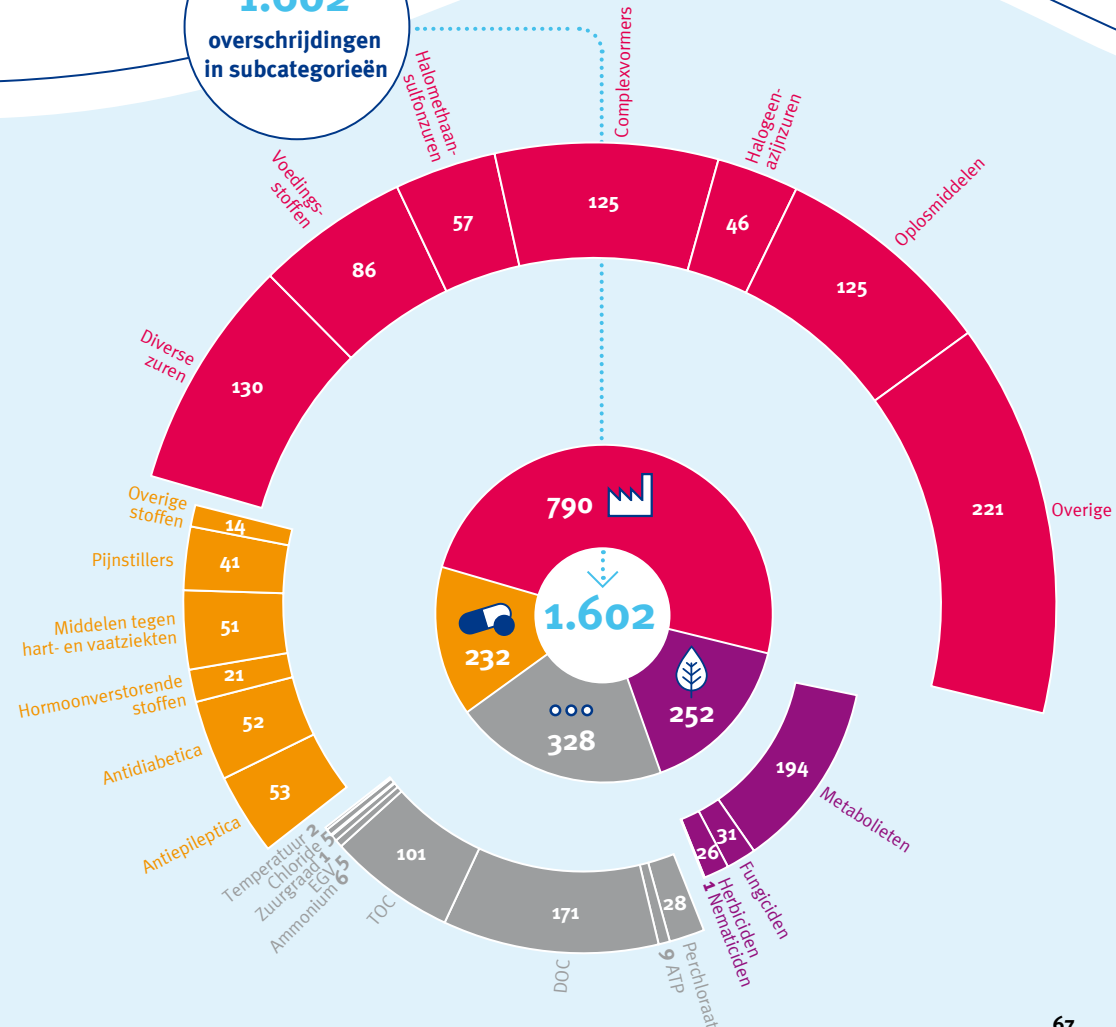 1.602
overschrijdingen
in subcategorieën
Halomethaan-
sulfonzuren
57
Complexvormers
125
Halogeen-
azijnzuren
46
Oplosmiddelen
125
Overige
221
Voedings-
stoffen
86
Diverse
zuren
130
Overige
stoffen
14
Pijnstillers
41
Middelen tegen
hart- en vaatziekten
51
Hormoonverstorende
stoffen
21
Antidiabetica
52
Antiepileptica
53
790
1.602
232
252
328
Temperatuur 2
Chloride 5
Zuurgraad 1
EGV 5
Ammonium 6
TOC
101
DOC
171
9 ATP
Perchloraat
28
1 Nematiciden
Herbiciden
26
Fungiciden
31
Metabolieten
194
67